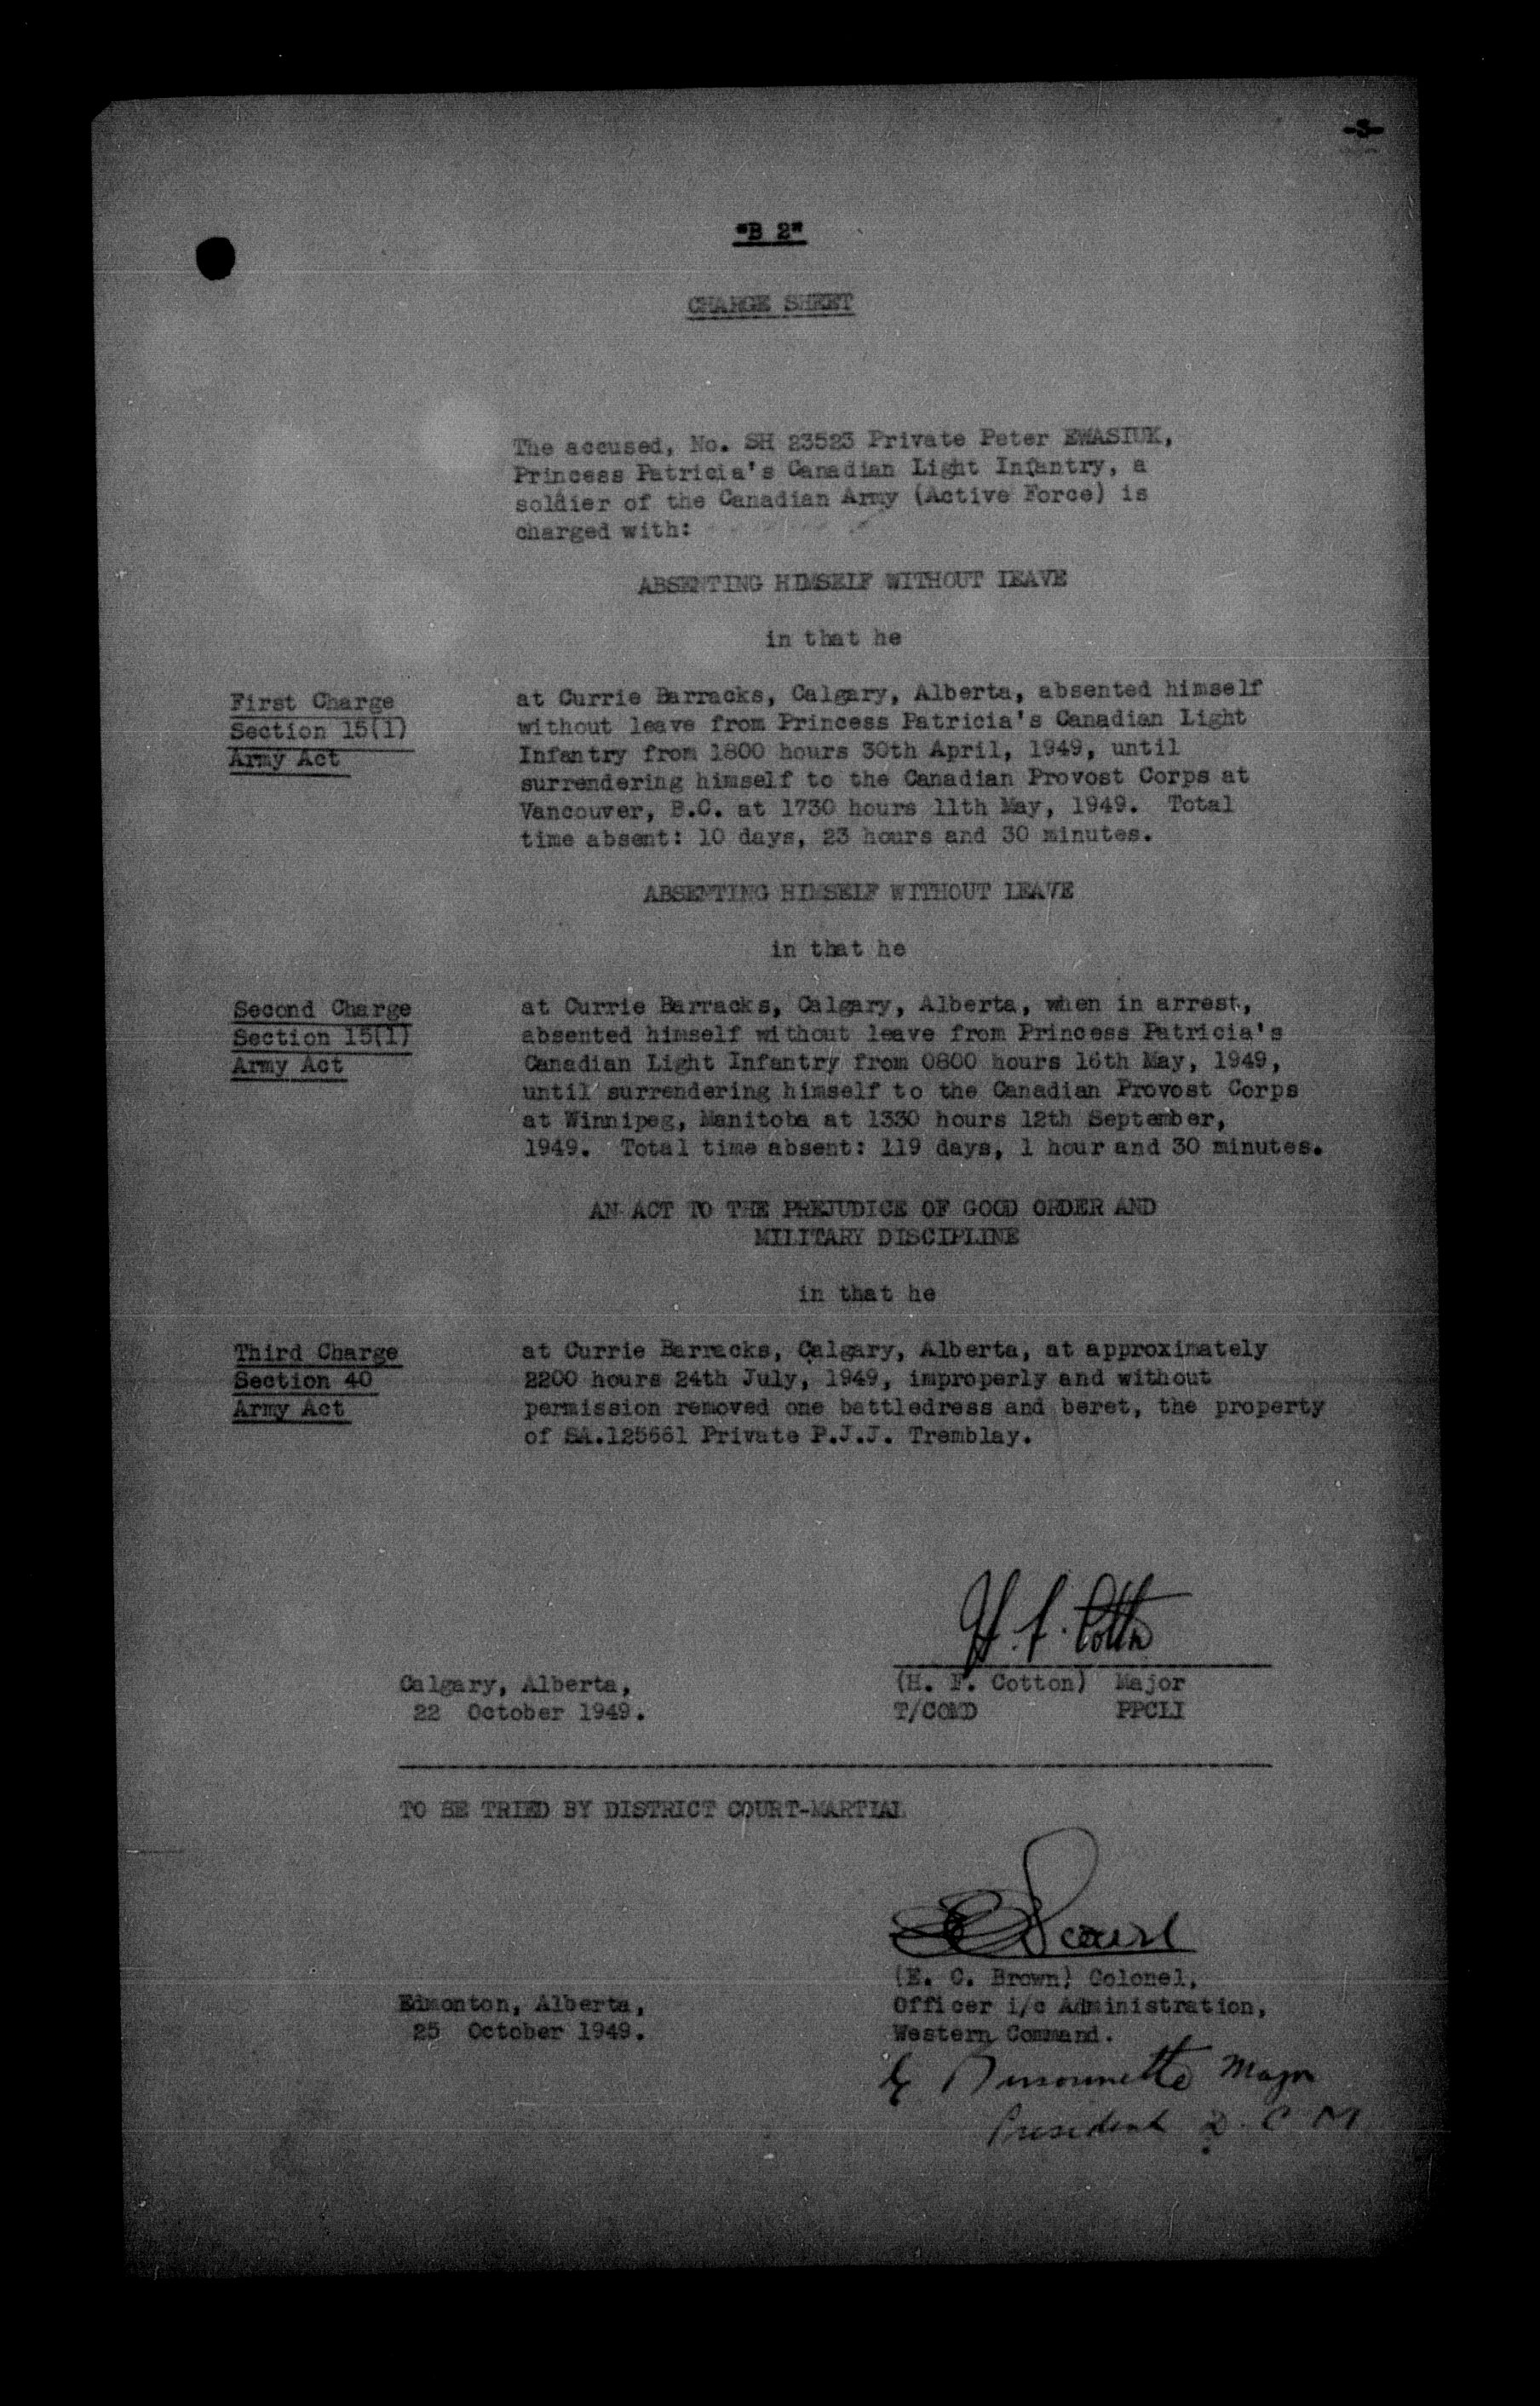 -3-
"B 2"
CHARGE SHEET
The accused, No. SH 23523 Private Peter EWASIUK,
Princess Patricia's Canadian Light Infantry, a
soldier of the Canadian Army (Active Force) is
charged with:
ABSENTING HIMSELF WITHOUT LEAVE
in that he
First Charge
Section 15(1)
Army Act
at Currie Barracks, Calgary, Alberta, absented himself
without leave from Princess Patricia's Canadian Light
Infantry from 1800 hours 30th April, 1949, until
surrendering himself to the Canadian Provost Corps at
Vancouver, B.C. at 1730 hours 11th May, 1949. Total
time absent: 10 days, 23 hours and 30 minutes.
ABSENTING HIMSELF WITHOUT LEAVE
in that he
Second Charge
Section 15(1)
Army Act
at Currie Barracks, Calgary, Alberta, when in arrest,
absented himself without leave from Princess Patricia's
Canadian Light Infantry from 0800 hours 16th May, 1949,
until surrendering himself to the Canadian Provost Corps
at Winnipeg, Manitoba at 1330 hours 12th September,
1949. Total time absent: 119 days, 1 hour and 30 minutes.
AN ACT TO THE PREJUDICE OF GOOD ORDER AND
MILITARY DISCIPLINE
in that he
Third Charge
Section 40
Army Act
at Currie Barracks, Calgary, Alberta, at approximately
2200 hours 24th July, 1949, improperly and without
permission removed one battledress and beret, the property
of SA.125661 Private P.J.J. Tremblay.
H. F. Cotton
Calgary, Alberta,
22 October 1949.
(H. F. Cotton) Major
T/COMD PPCLI
TO BE TRIED BY DISTRICT COURT-MARTIAL
Edmonton, Alberta,
25 October 1949.
(E. C. Brown) Colonel,
Officer i/c Administration,
Western Command.
Major
President D.C.M